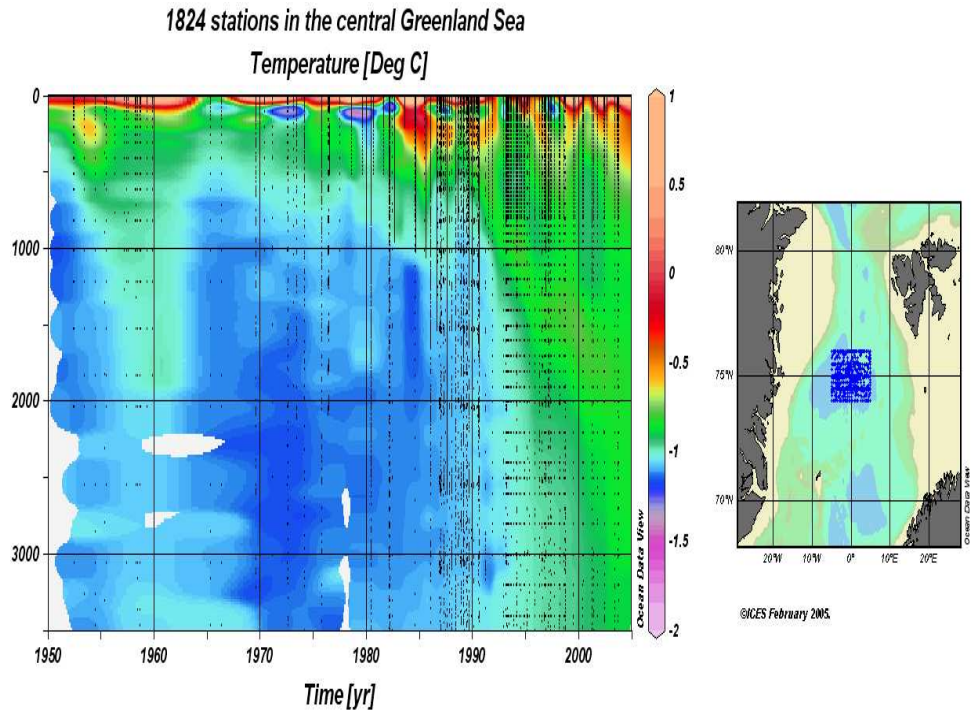 1824 stations in the central Greenland Sea
Temperature [Deg C]
0
1000
2000
3000
1950
1960
1970
1980
1990
2000
Time [yr]
1
0.5
0
-0.5
-1
-1.5
-2
Ocean Data View
80°N
75°N
70°N
20°W
10°W
0°
10°E
20°E
Ocean Data View
©ICES February 2005.